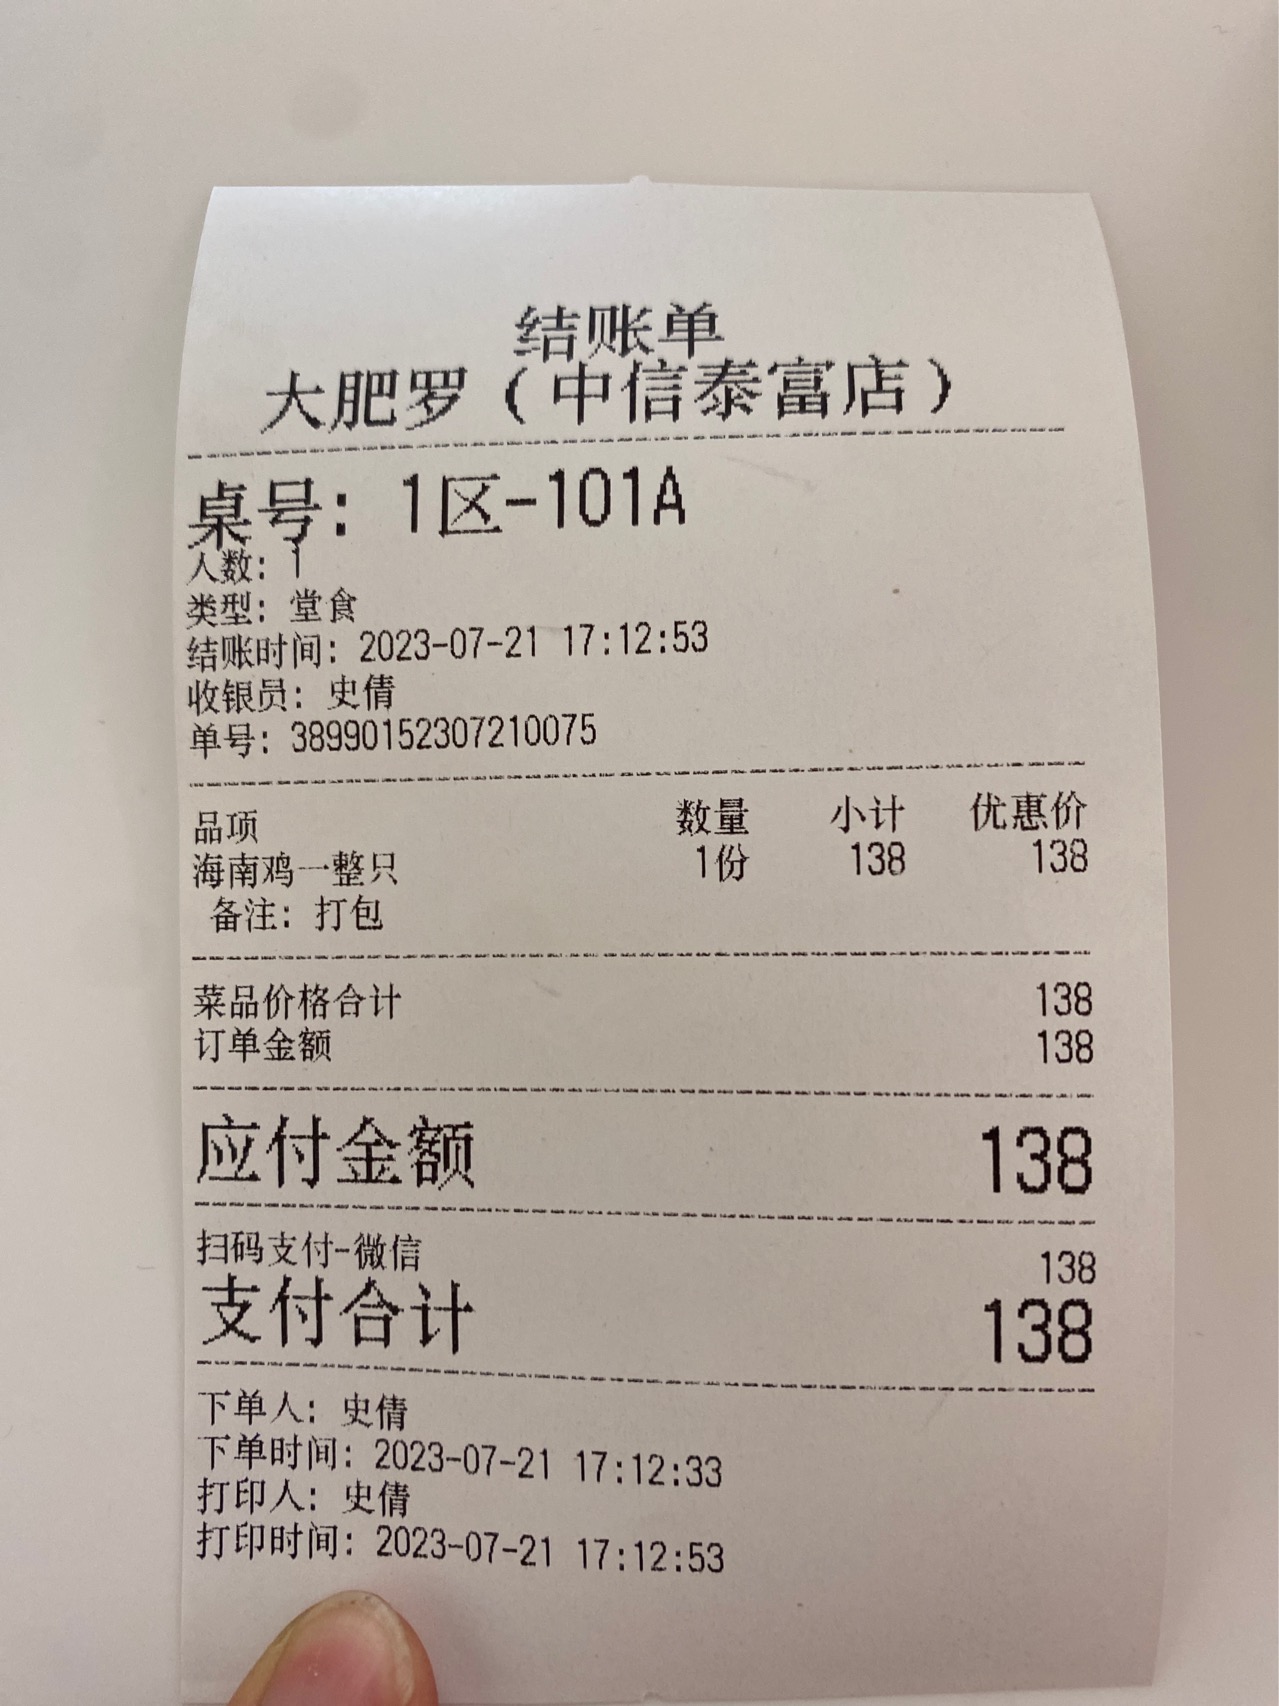 结账单
大肥罗（中信泰富店）
桌号：1区-101A
人数：1
类型：堂食
结账时间：2023-07-21 17:12:53
收银员：史倩
单号：38990152307210075
品项 数量 小计 优惠价
海南鸡一整只 1份 138 138
备注：打包
菜品价格合计 138
订单金额 138
应付金额 138
扫码支付-微信 138
支付合计 138
下单人：史倩
下单时间：2023-07-21 17:12:33
打印人：史倩
打印时间：2023-07-21 17:12:53